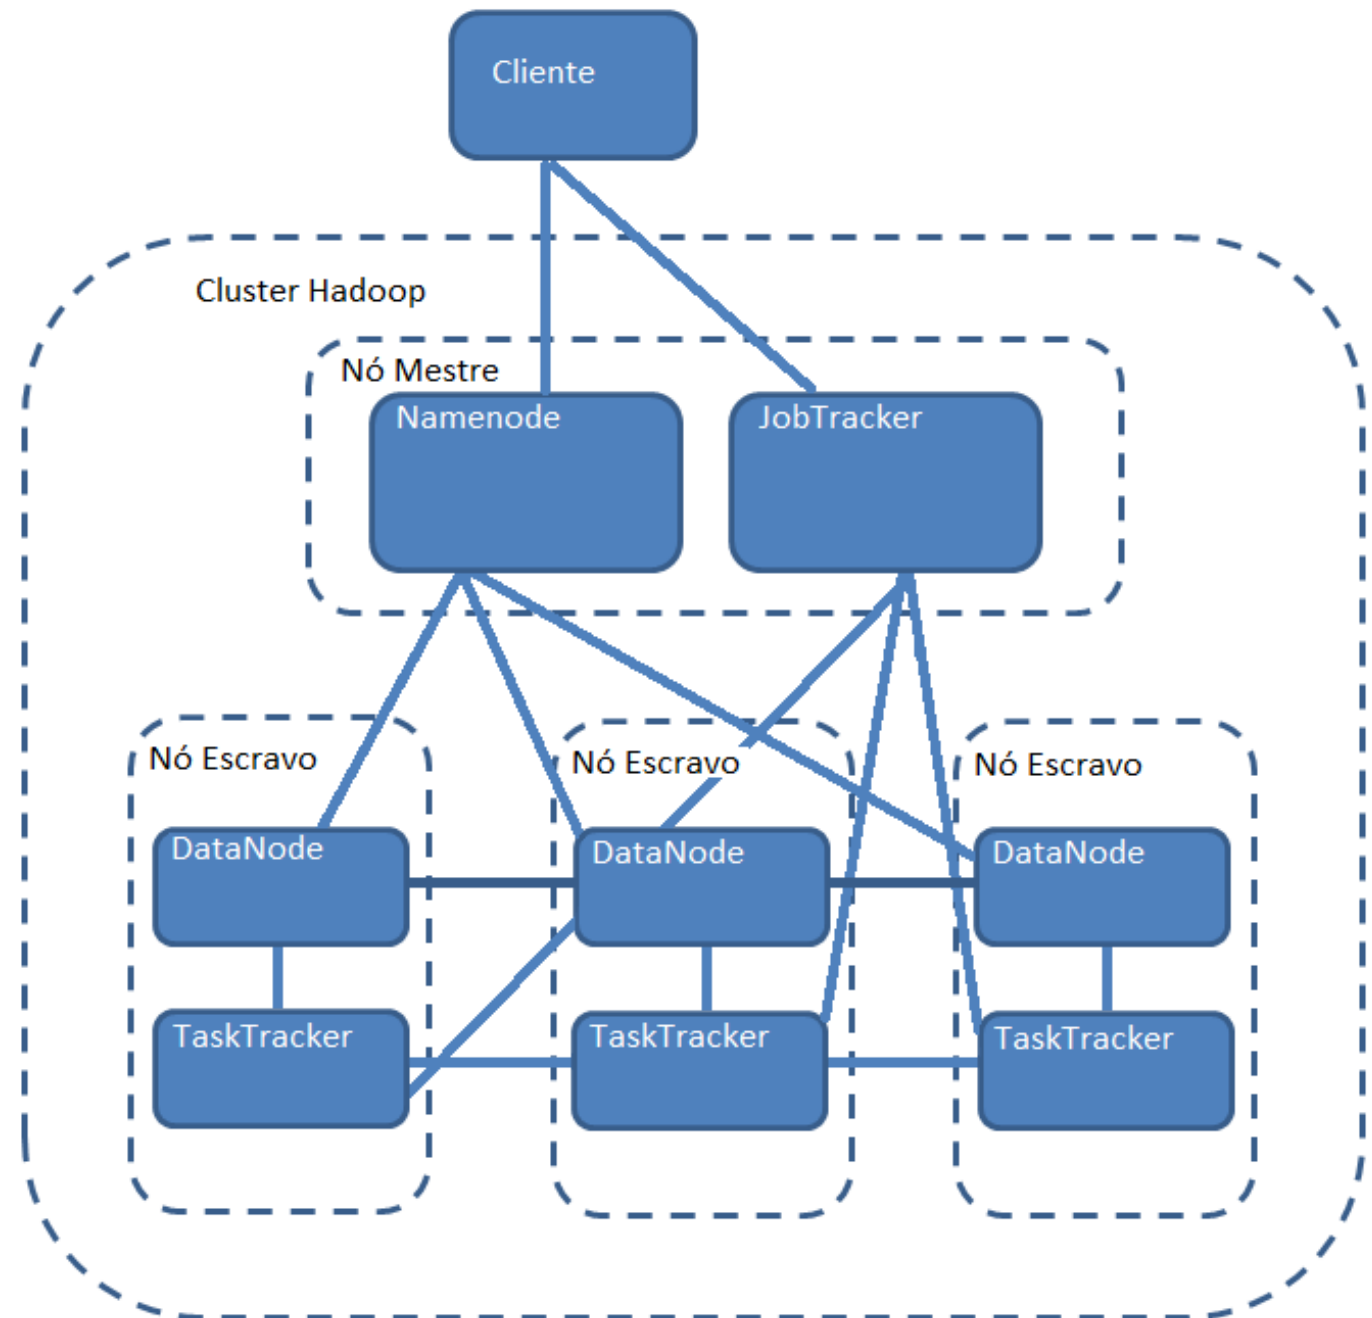 Cliente
Cluster Hadoop
Nó Mestre
Namenode
JobTracker
Nó Escravo
Nó Escravo
Nó Escravo
DataNode
DataNode
DataNode
TaskTracker
TaskTracker
TaskTracker